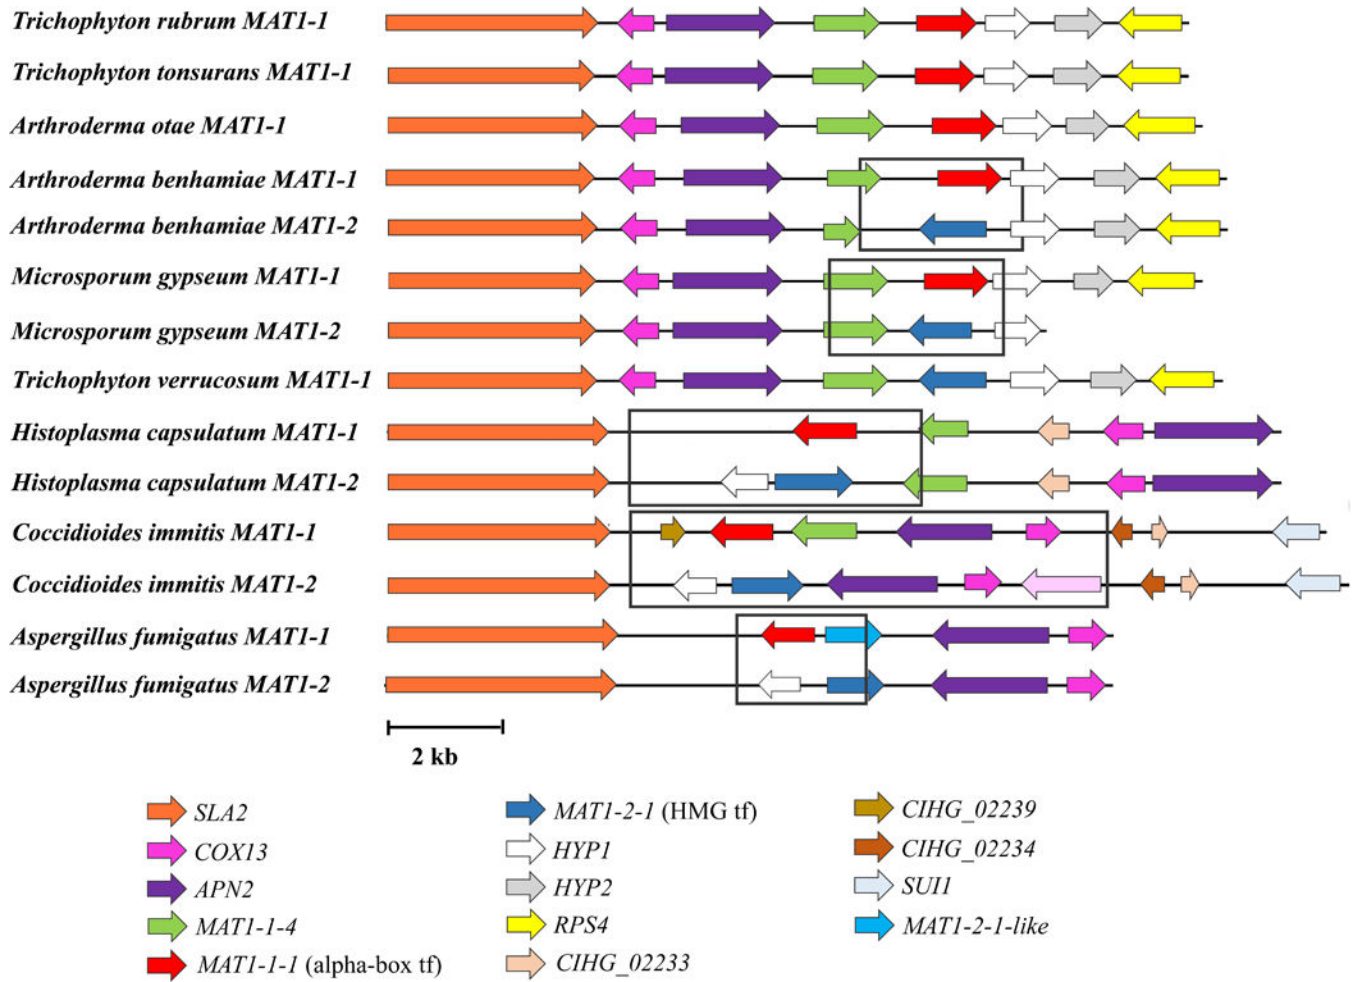 Trichophyton rubrum MAT1-1
Trichophyton tonsurans MAT1-1
Arthroderma otae MAT1-1
Arthroderma benhamiae MAT1-1
Arthroderma benhamiae MAT1-2
Microsporum gypseum MAT1-1
Microsporum gypseum MAT1-2
Trichophyton verrucosum MAT1-1
Histoplasma capsulatum MAT1-1
Histoplasma capsulatum MAT1-2
Coccidioides immitis MAT1-1
Coccidioides immitis MAT1-2
Aspergillus fumigatus MAT1-1
Aspergillus fumigatus MAT1-2
2 kb
SLA2
COX13
APN2
MAT1-1-4
MAT1-1-1 (alpha-box tf)
MAT1-2-1 (HMG tf)
HYP1
HYP2
RPS4
CIHG_02233
CIHG_02239
CIHG_02234
SUI1
MAT1-2-1-like